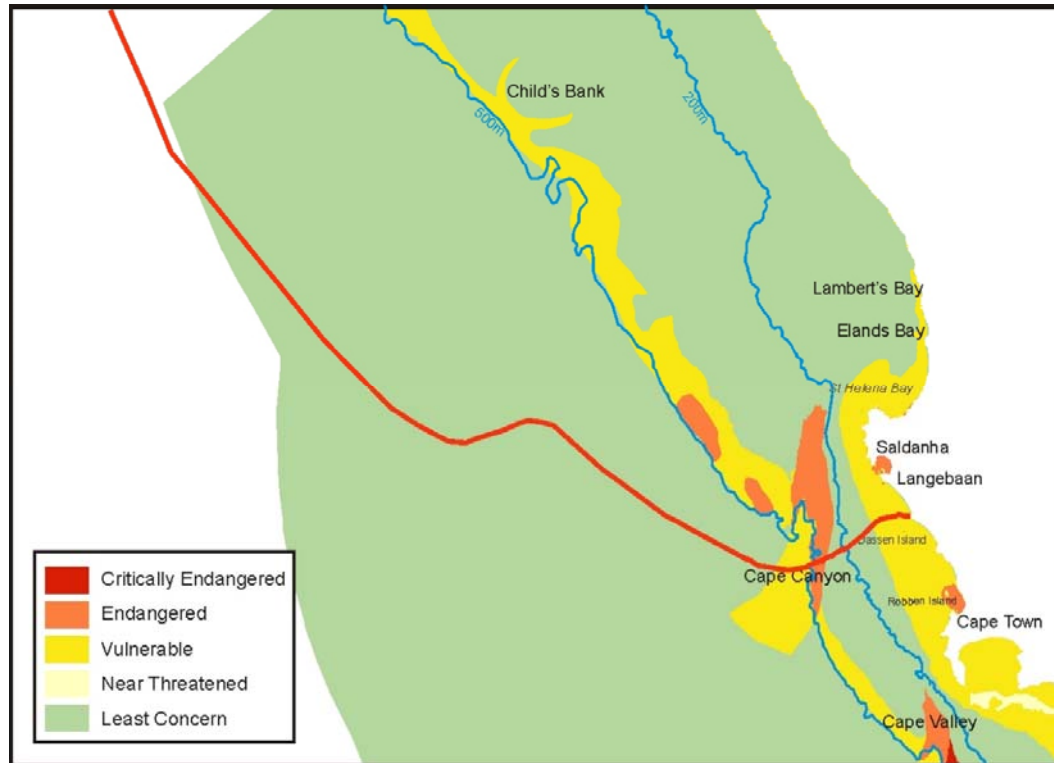 Child's Bank
500m
200m
Lambert's Bay
Elands Bay
St Helena Bay
Saldanha
Langebaan
Dassen Island
Cape Canyon
Robben Island
Cape Town
Cape Valley
Critically Endangered
Endangered
Vulnerable
Near Threatened
Least Concern